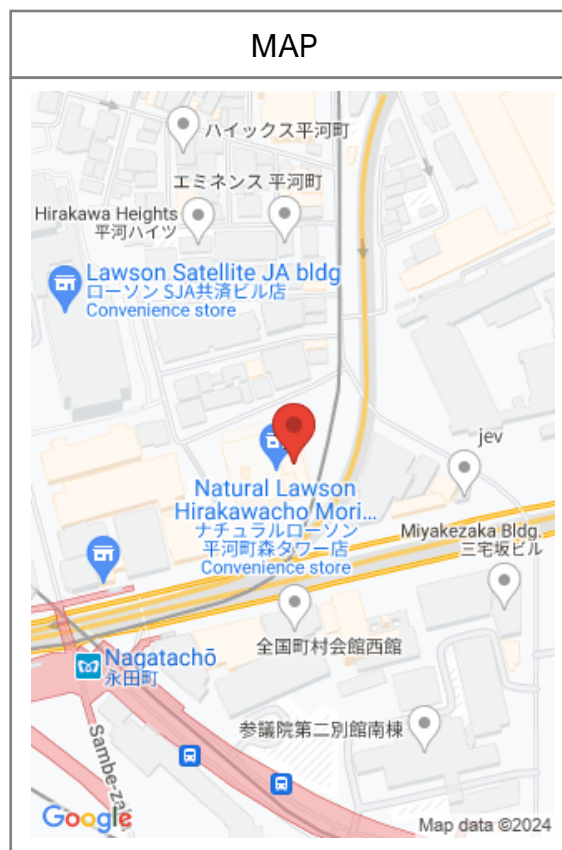 MAP
ハイックス平河町
エミネンス 平河町
Hirakawa Heights
平河ハイツ
Lawson Satellite JA bldg
ローソン SJA共済ビル店
Convenience store
jev
Natural Lawson
Hirakawacho Mori...
ナチュラルローソン
平河町森タワー店
Convenience store
Miyakezaka Bldg.
三宅坂ビル
全国町村会館西館
Nagatachō
永田町
参議院第二別館南棟
Sambe-za
Google
Map data ©2024